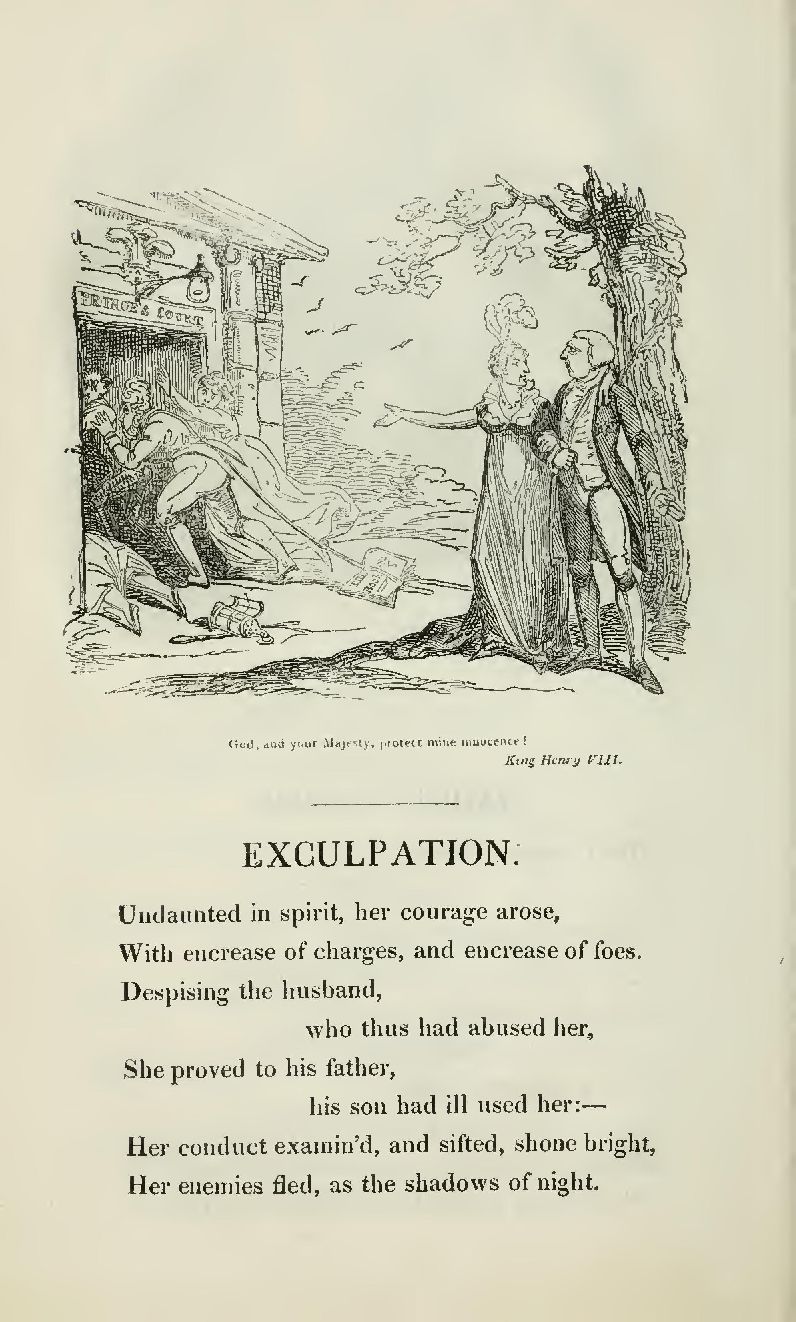 PRINCE'S COURT
God, and your Majesty, protect mine innocence!
King Henry VIII.
EXCULPATION.
Undaunted in spirit, her courage arose,
With encrease of charges, and encrease of foes.
Despising the husband,
who thus had abused her,
She proved to his father,
his son had ill used her:—
Her conduct examin'd, and sifted, shone bright,
Her enemies fled, as the shadows of night.